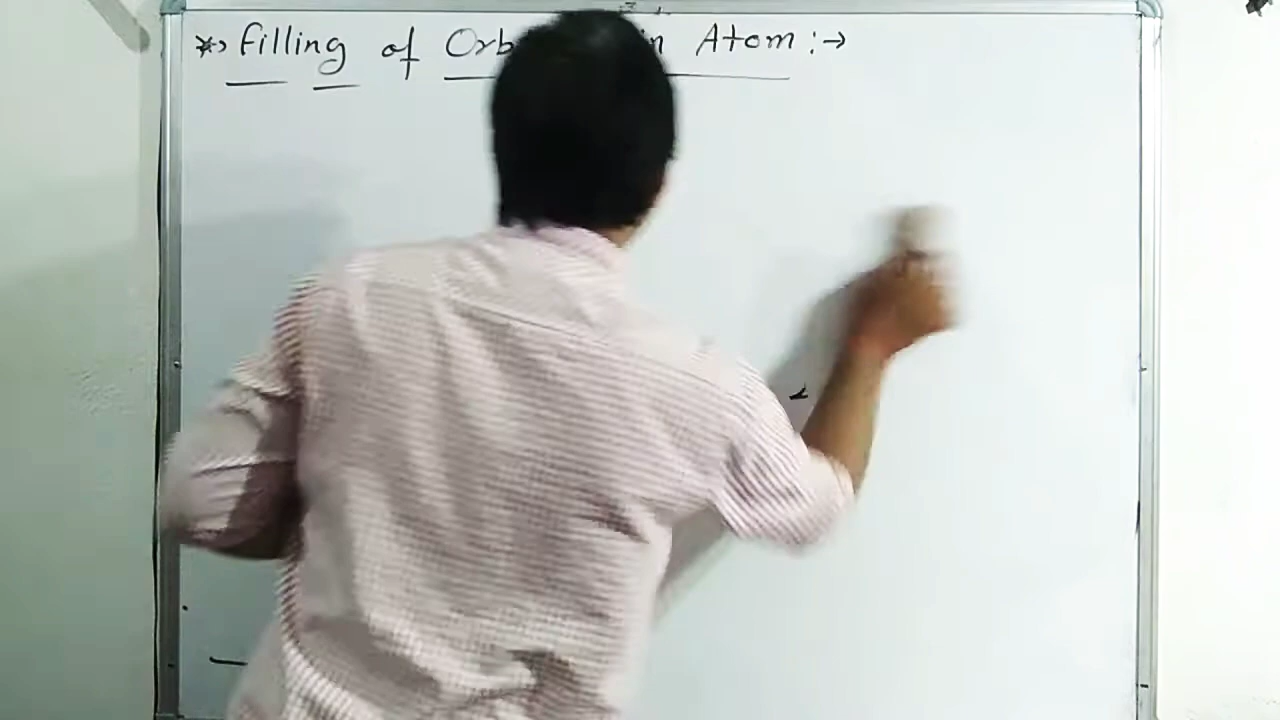 *→ Filling of Orb in Atom :→